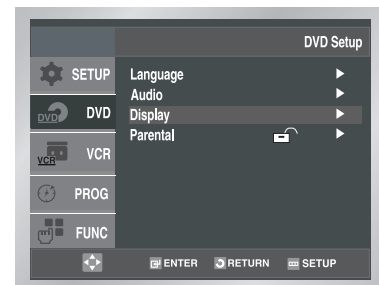 DVD Setup
SETUP
DVD
VCR
PROG
FUNC
Language
Audio
Display
Parental
DVD
VCR
ENTER RETURN SETUP